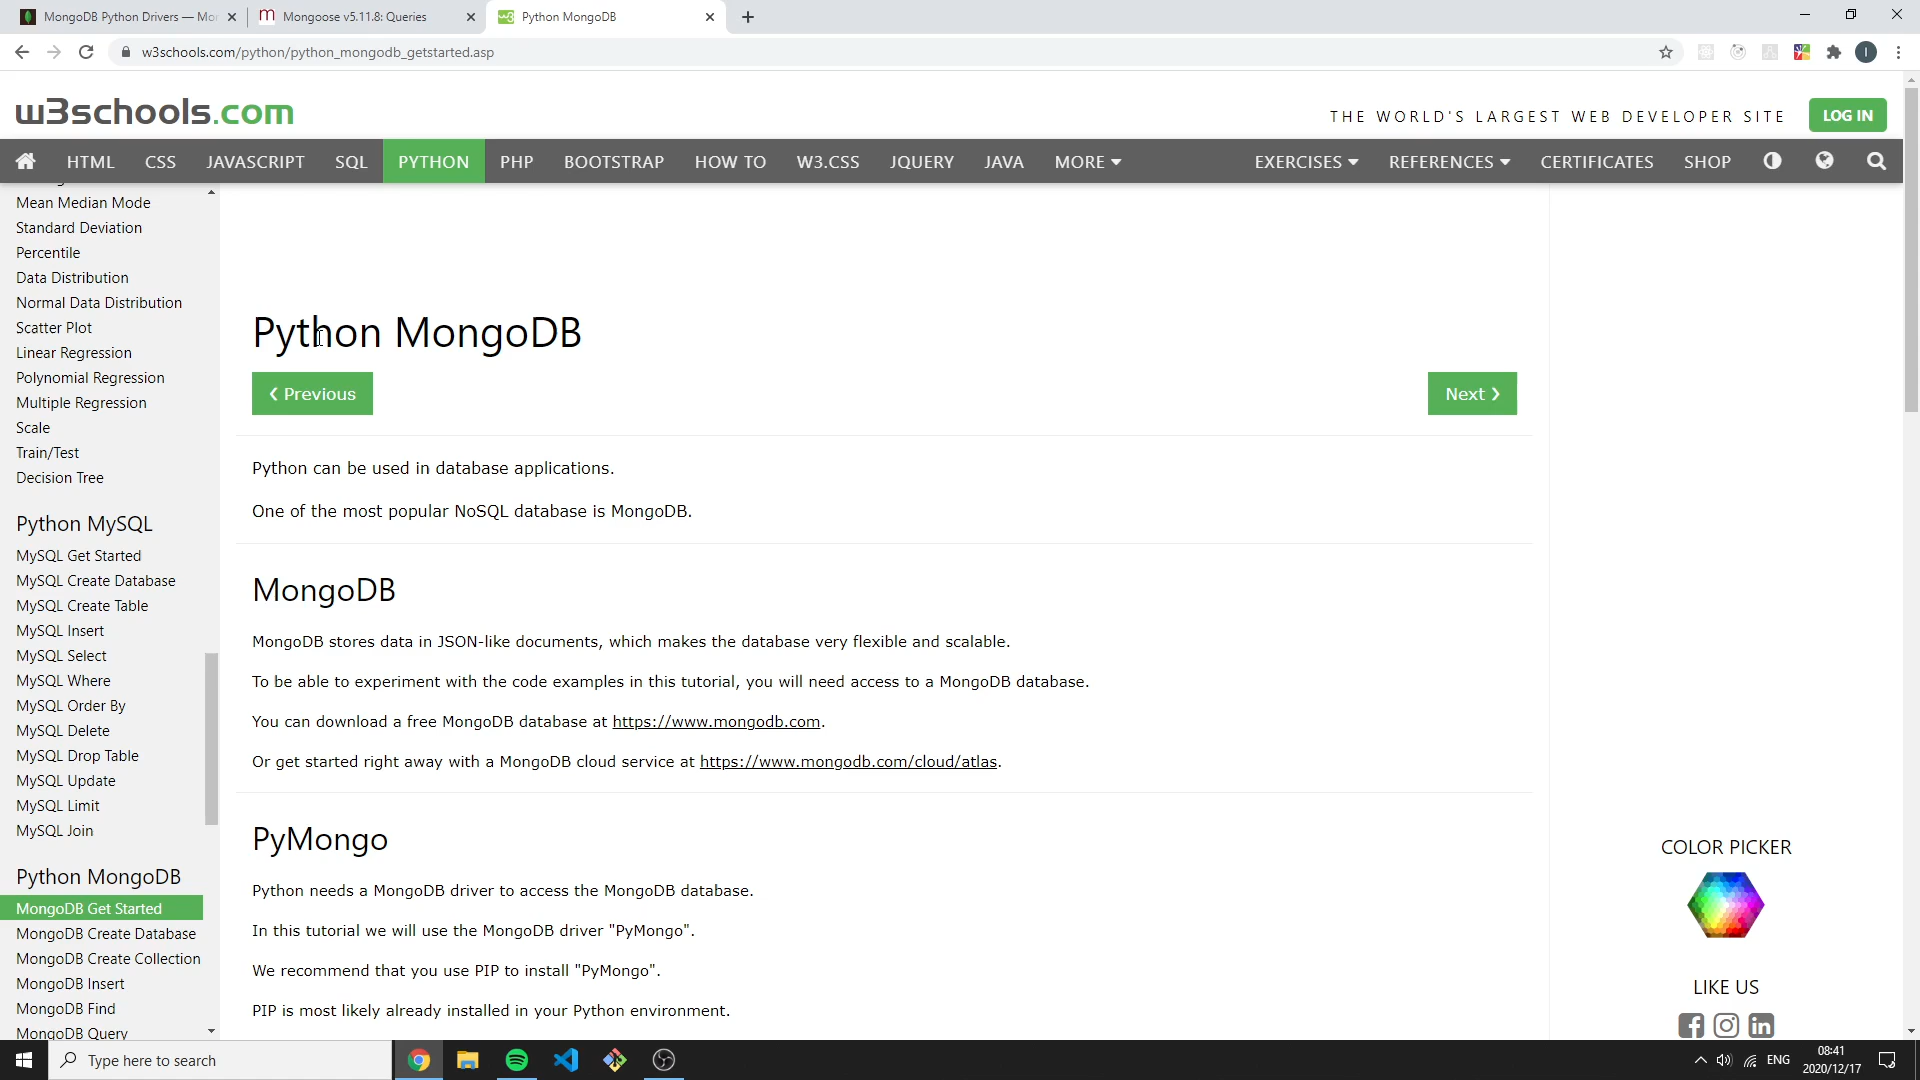 MongoDB Python Drivers — Mor
Mongoose v5.11.8: Queries
Python MongoDB
w3schools.com/python/python_mongodb_getstarted.asp
I
w3schools.com
THE WORLD'S LARGEST WEB DEVELOPER SITE
LOG IN
HTML
CSS
JAVASCRIPT
SQL
PYTHON
PHP
BOOTSTRAP
HOW TO
W3.CSS
JQUERY
JAVA
MORE
EXERCISES
REFERENCES
CERTIFICATES
SHOP
Mean Median Mode
Standard Deviation
Percentile
Data Distribution
Normal Data Distribution
Scatter Plot
Linear Regression
Polynomial Regression
Multiple Regression
Scale
Train/Test
Decision Tree
Python MySQL
MySQL Get Started
MySQL Create Database
MySQL Create Table
MySQL Insert
MySQL Select
MySQL Where
MySQL Order By
MySQL Delete
MySQL Drop Table
MySQL Update
MySQL Limit
MySQL Join
Python MongoDB
MongoDB Get Started
MongoDB Create Database
MongoDB Create Collection
MongoDB Insert
MongoDB Find
MongoDB Query
Python MongoDB
❮ Previous
Next ❯
Python can be used in database applications.
One of the most popular NoSQL database is MongoDB.
MongoDB
MongoDB stores data in JSON-like documents, which makes the database very flexible and scalable.
To be able to experiment with the code examples in this tutorial, you will need access to a MongoDB database.
You can download a free MongoDB database at https://www.mongodb.com.
Or get started right away with a MongoDB cloud service at https://www.mongodb.com/cloud/atlas.
PyMongo
Python needs a MongoDB driver to access the MongoDB database.
In this tutorial we will use the MongoDB driver "PyMongo".
We recommend that you use PIP to install "PyMongo".
PIP is most likely already installed in your Python environment.
COLOR PICKER
LIKE US
Type here to search
ENG
08:41
2020/12/17